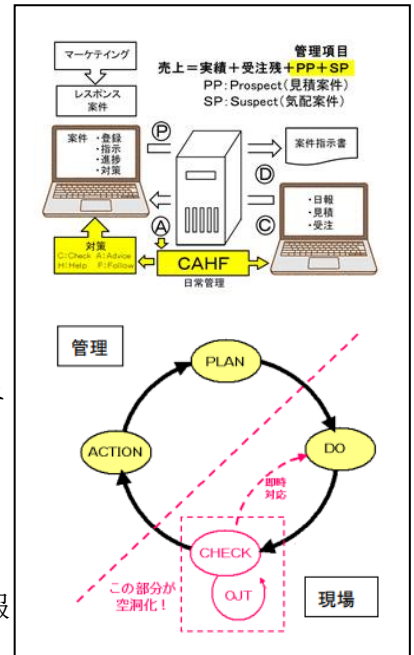 マーケティング
レスポンス
案件
管理項目
売上＝実績＋受注残＋PP＋SP
PP：Prospect（見積案件）
SP：Suspect（気配案件）
案件 ・登録
・指示
・進捗
・対策
P
案件指示書
D
A
C
・日報
・見積
・受注
対策
C：Check A：Advice
H：Help F：Follow
CAHF
日常管理
管理
PLAN
ACTION
DO
即時
対応
CHECK
OJT
この部分が
空洞化！
現場
報